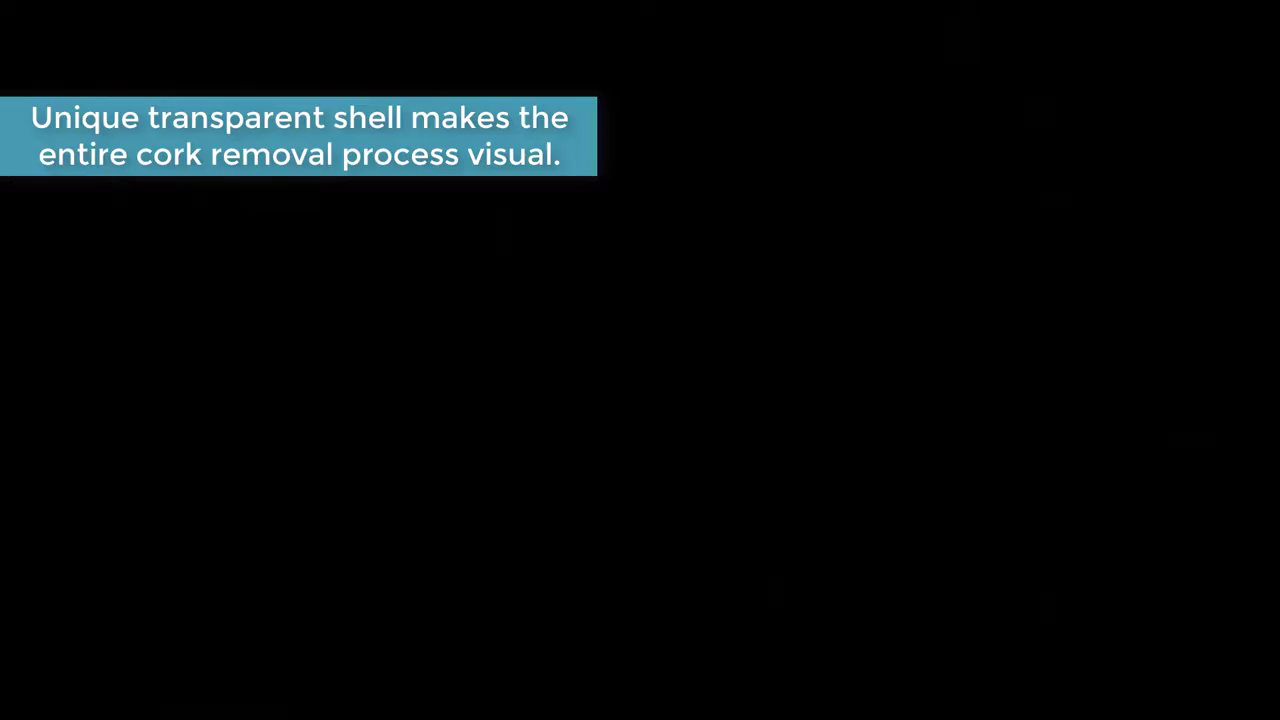 Unique transparent shell makes the
entire cork removal process visual.